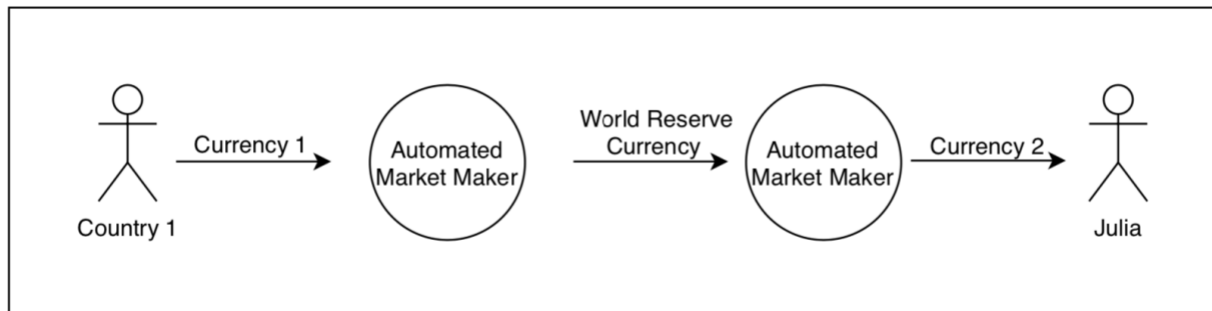 Currency 1
Automated
Market Maker
World Reserve
Currency
Automated
Market Maker
Currency 2
Country 1
Julia